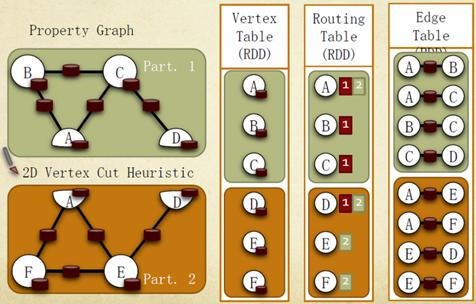 Property Graph
Part. 1
B
C
A
D
2D Vertex Cut Heuristic
A
D
F
E
Part. 2
Vertex
Table
(RDD)
A
B
C
D
E
F
Routing
Table
(RDD)
A 1 2
B 1
C 1
D 1 2
E 2
F 2
Edge
Table
(RDD)
A B
A C
B C
C D
A E
A F
E D
E F